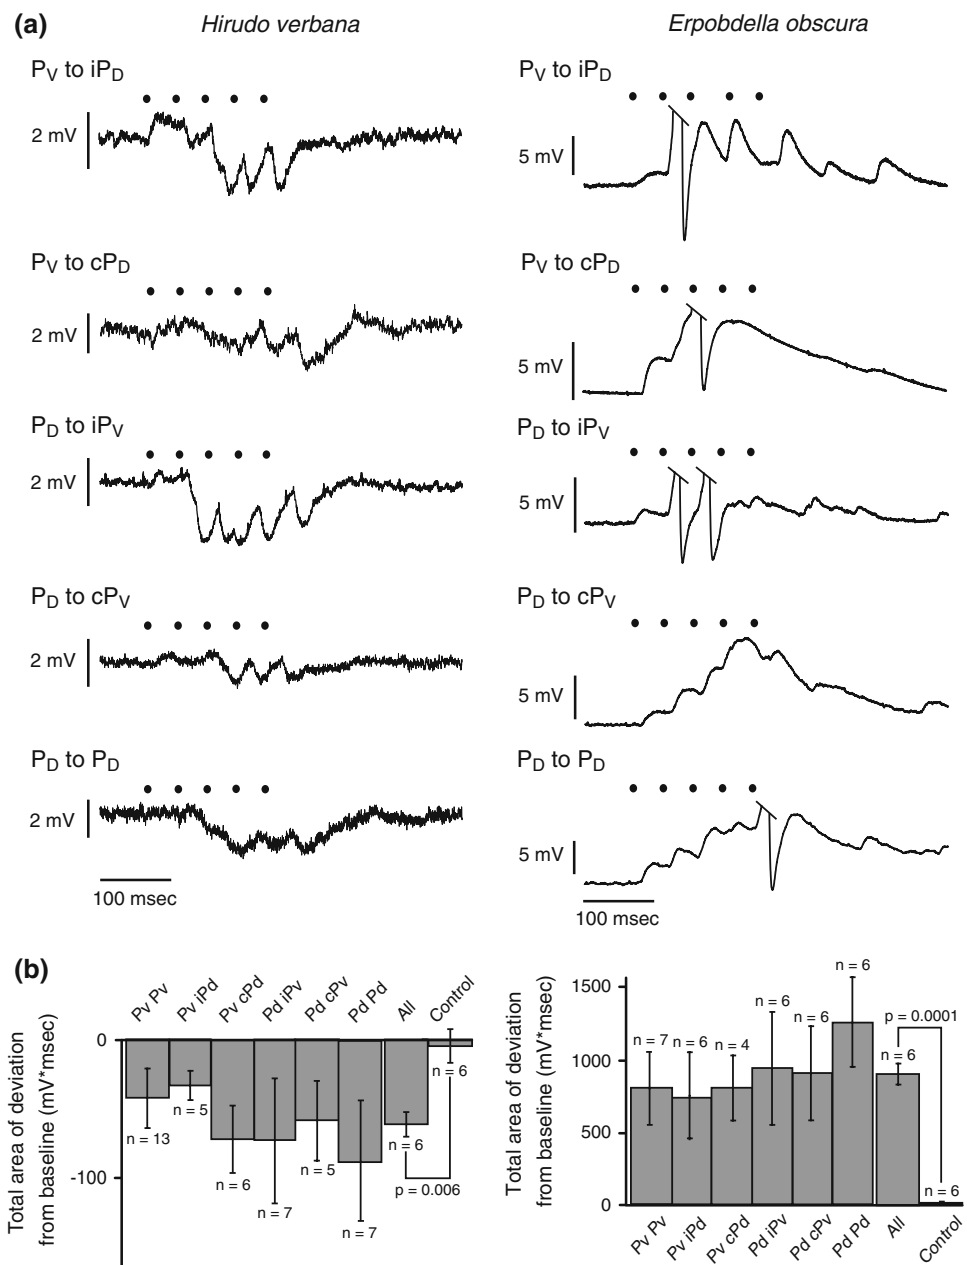 (a)
Hirudo verbana
Erpobdella obscura
PV to iPD
2 mV
PV to cPD
2 mV
PD to iPV
2 mV
PD to cPV
2 mV
PD to PD
2 mV
100 msec
PV to iPD
5 mV
PV to cPD
5 mV
PD to iPV
5 mV
PD to cPV
5 mV
PD to PD
5 mV
100 msec
(b)
Total area of deviation
from baseline (mV*msec)
Pv Pv
Pv iPd
Pv cPd
Pd iPv
Pd cPv
Pd Pd
All
Control
0
-100
n = 13
n = 5
n = 6
n = 7
n = 5
n = 7
n = 6
n = 6
p = 0.006
Total area of deviation
from baseline (mV*msec)
1500
1000
500
0
n = 7
n = 6
n = 4
n = 6
n = 6
n = 6
n = 6
n = 6
p = 0.0001
Pv Pv
Pv iPd
Pv cPd
Pd iPv
Pd cPv
Pd Pd
All
Control